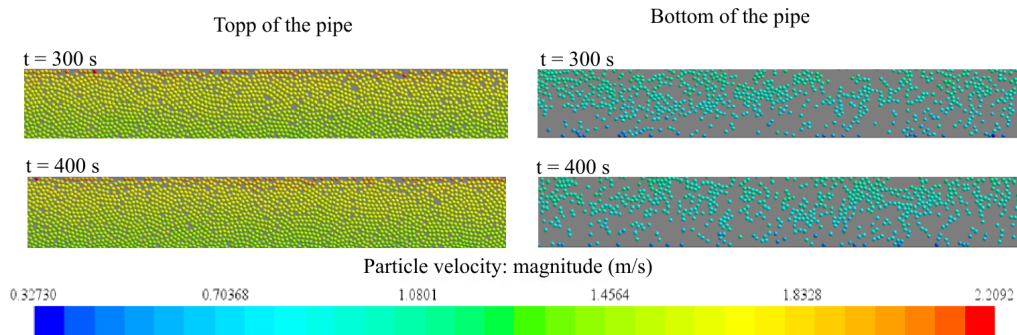 Topp of the pipe
Bottom of the pipe
t = 300 s
t = 300 s
t = 400 s
t = 400 s
Particle velocity: magnitude (m/s)
0.32730 0.70368 1.0801 1.4564 1.8328 2.2092